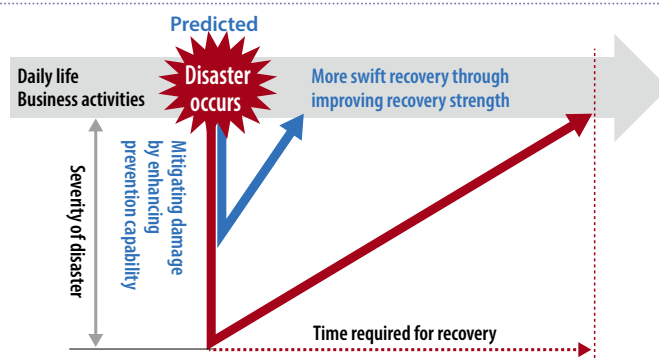 Predicted
Daily life
Business activities
Disaster
occurs
More swift recovery through
improving recovery strength
Severity of disaster
Mitigating damage
by enhancing
prevention capability
Time required for recovery